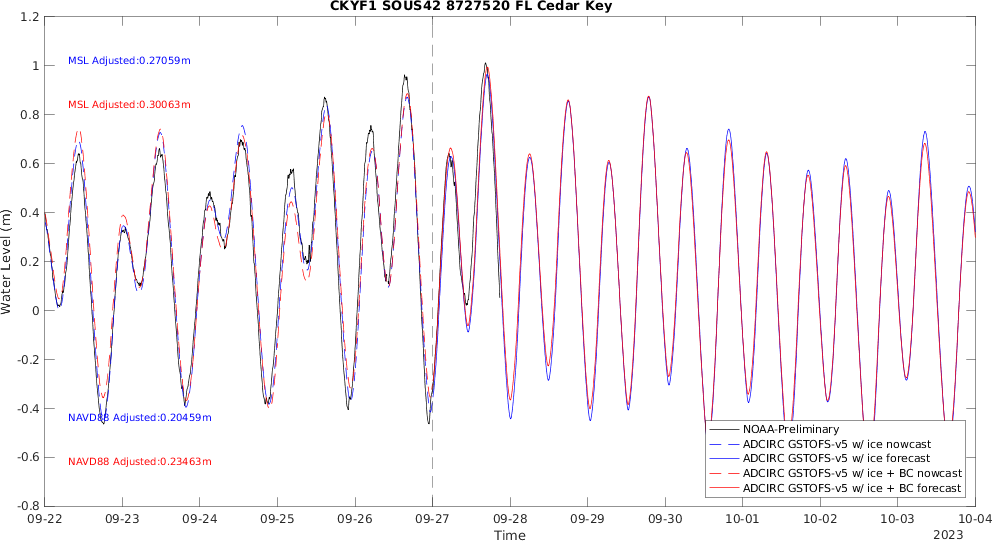 CKYF1 SOUS42 8727520 FL Cedar Key
1.2
1
0.8
0.6
0.4
0.2
0
-0.2
-0.4
-0.6
-0.8
Water Level (m)
MSL Adjusted:0.27059m
MSL Adjusted:0.30063m
NAVD88 Adjusted:0.20459m
NAVD88 Adjusted:0.23463m
NOAA-Preliminary
ADCIRC GSTOFS-v5 w/ ice nowcast
ADCIRC GSTOFS-v5 w/ ice forecast
ADCIRC GSTOFS-v5 w/ ice + BC nowcast
ADCIRC GSTOFS-v5 w/ ice + BC forecast
09-22 09-23 09-24 09-25 09-26 09-27 09-28 09-29 09-30 10-01 10-02 10-03 10-04
Time
2023